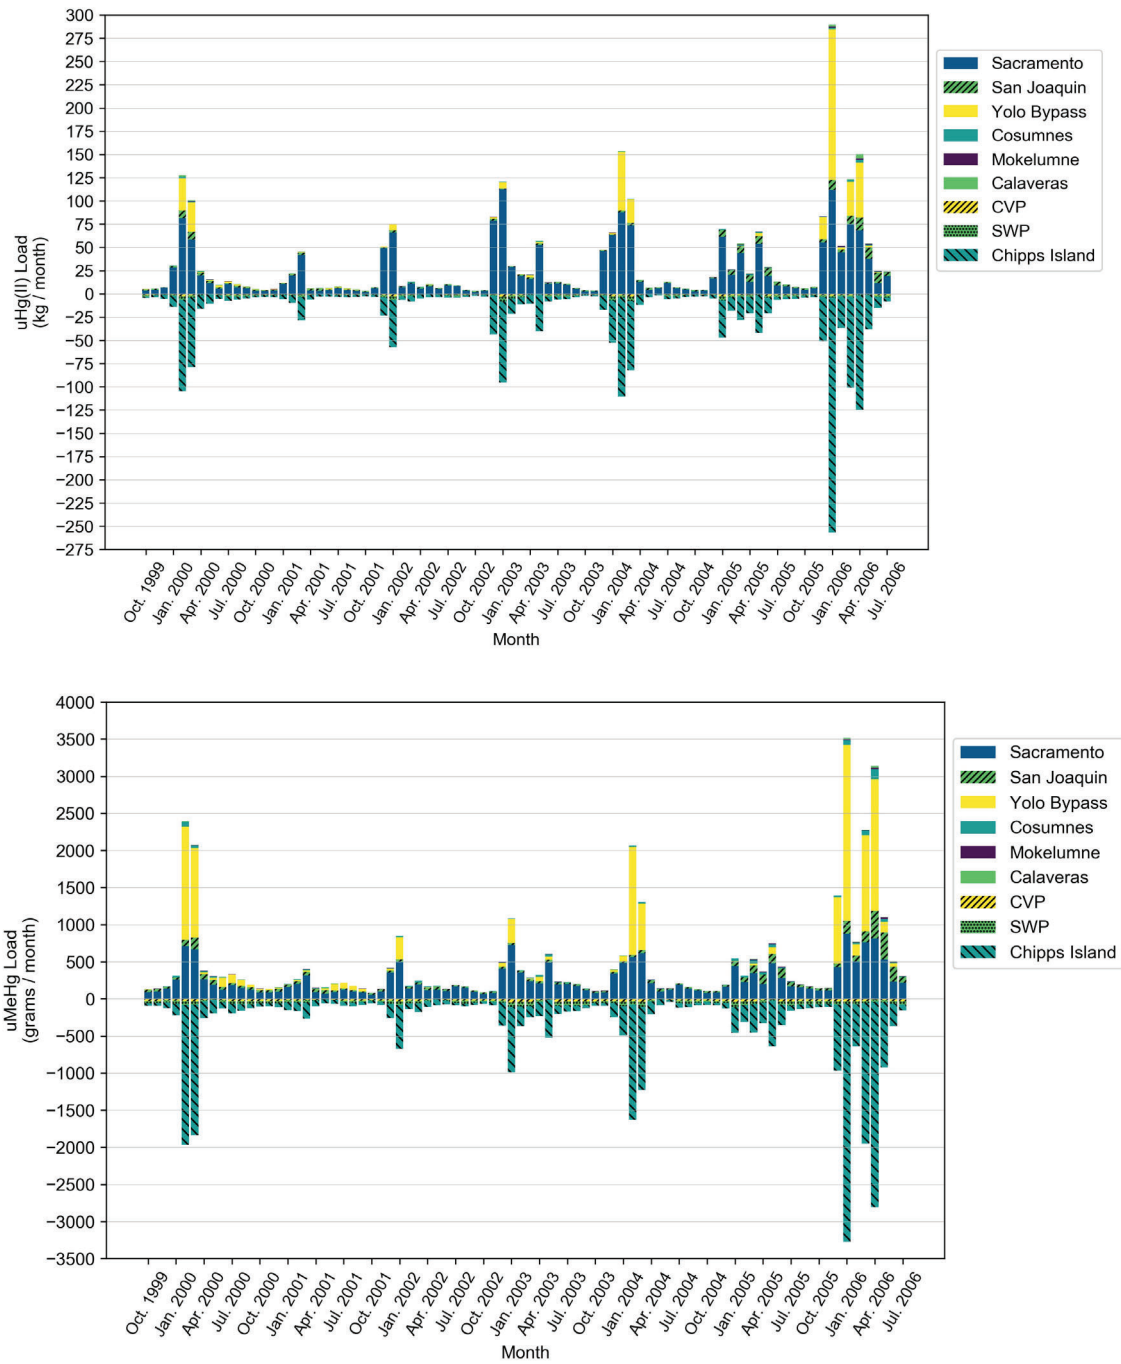 300
275
250
225
200
175
150
125
100
75
50
25
0
−25
−50
−75
−100
−125
−150
−175
−200
−225
−250
−275
uHg(II) Load
(kg / month)
Oct. 1999
Jan. 2000
Apr. 2000
Jul. 2000
Oct. 2000
Jan. 2001
Apr. 2001
Jul. 2001
Oct. 2001
Jan. 2002
Apr. 2002
Jul. 2002
Oct. 2002
Jan. 2003
Apr. 2003
Jul. 2003
Oct. 2003
Jan. 2004
Apr. 2004
Jul. 2004
Oct. 2004
Jan. 2005
Apr. 2005
Jul. 2005
Oct. 2005
Jan. 2006
Apr. 2006
Jul. 2006
Month
Sacramento
San Joaquin
Yolo Bypass
Cosumnes
Mokelumne
Calaveras
CVP
SWP
Chipps Island
4000
3500
3000
2500
2000
1500
1000
500
0
−500
−1000
−1500
−2000
−2500
−3000
−3500
uMeHg Load
(grams / month)
Oct. 1999
Jan. 2000
Apr. 2000
Jul. 2000
Oct. 2000
Jan. 2001
Apr. 2001
Jul. 2001
Oct. 2001
Jan. 2002
Apr. 2002
Jul. 2002
Oct. 2002
Jan. 2003
Apr. 2003
Jul. 2003
Oct. 2003
Jan. 2004
Apr. 2004
Jul. 2004
Oct. 2004
Jan. 2005
Apr. 2005
Jul. 2005
Oct. 2005
Jan. 2006
Apr. 2006
Jul. 2006
Month
Sacramento
San Joaquin
Yolo Bypass
Cosumnes
Mokelumne
Calaveras
CVP
SWP
Chipps Island